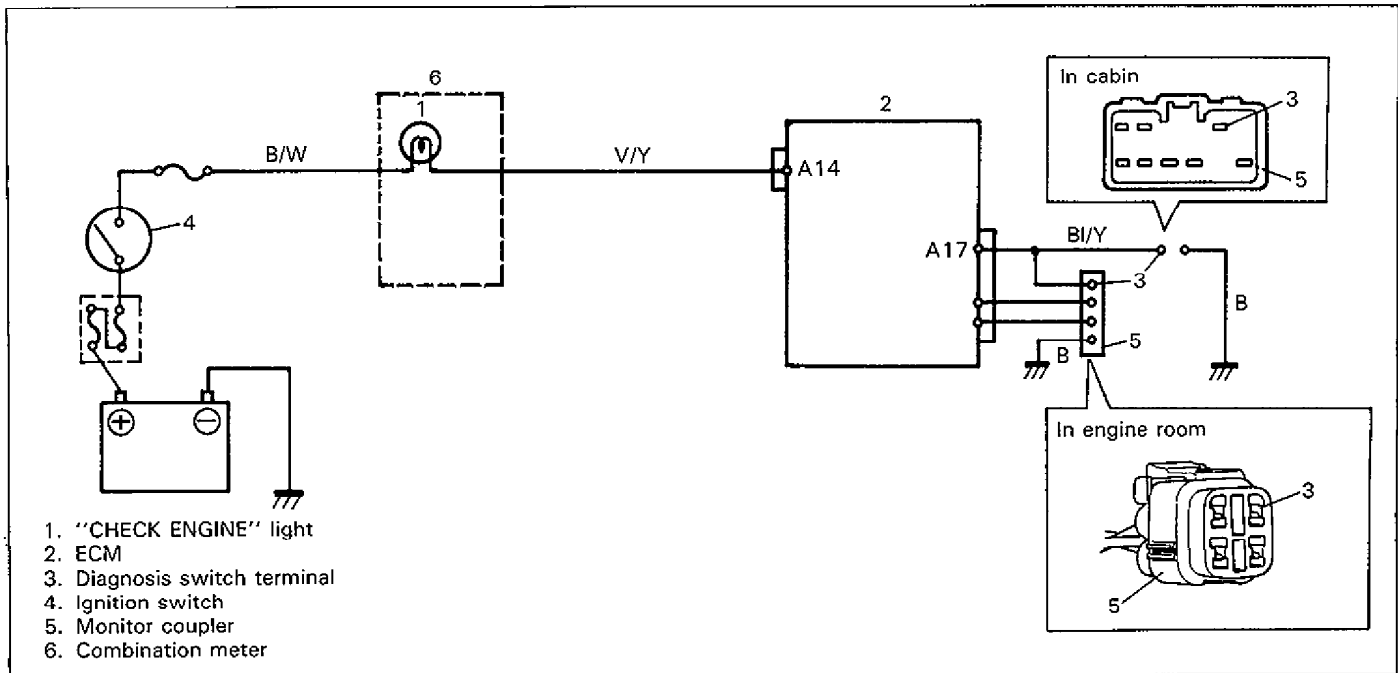 6
1
B/W
V/Y
2
A14
In cabin
3
5
4
A17
Bl/Y
3
B
5
B
+
−
In engine room
3
5
1. "CHECK ENGINE" light
2. ECM
3. Diagnosis switch terminal
4. Ignition switch
5. Monitor coupler
6. Combination meter